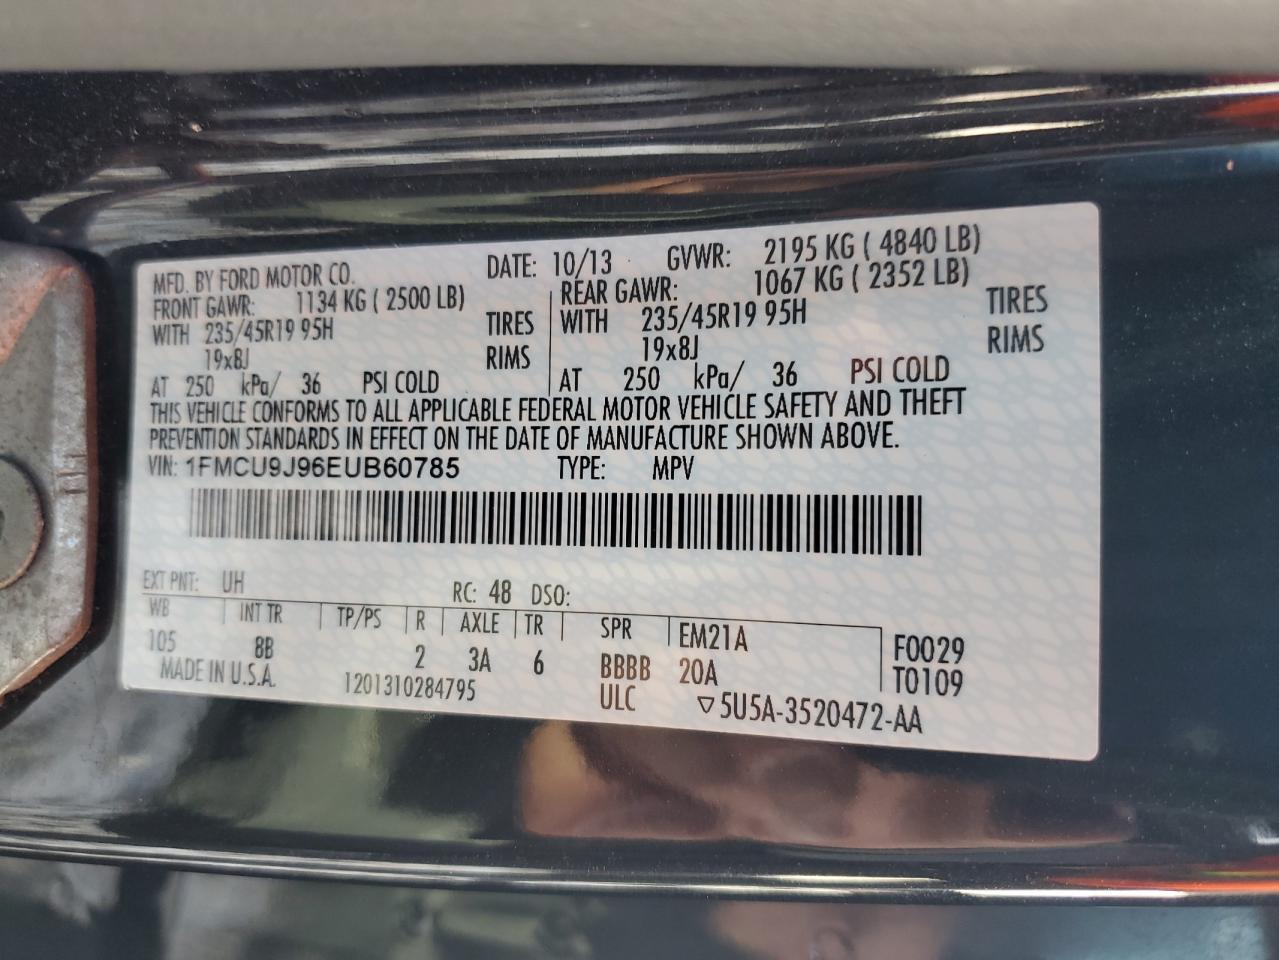 MFD. BY FORD MOTOR CO. DATE: 10/13 GVWR: 2195 KG ( 4840 LB)
FRONT GAWR: 1134 KG ( 2500 LB) REAR GAWR: 1067 KG ( 2352 LB)
WITH 235/45R19 95H TIRES WITH 235/45R19 95H TIRES
19x8J RIMS 19x8J RIMS
AT 250 kPa/ 36 PSI COLD AT 250 kPa/ 36 PSI COLD
THIS VEHICLE CONFORMS TO ALL APPLICABLE FEDERAL MOTOR VEHICLE SAFETY AND THEFT
PREVENTION STANDARDS IN EFFECT ON THE DATE OF MANUFACTURE SHOWN ABOVE.
VIN: 1FMCU9J96EUB60785 TYPE: MPV
EXT PNT: UH RC: 48 DSO:
WB INT TR TP/PS R AXLE TR SPR EM21A F0029
105 8B 2 3A 6 BBBB 20A T0109
MADE IN U.S.A. 1201310284795 ULC ▽5U5A-3520472-AA